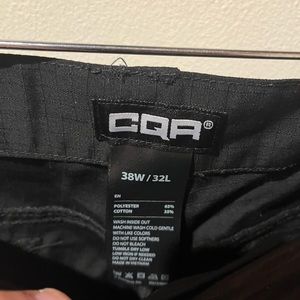 CQR®
38W / 32L
EN
POLYESTER 65%
COTTON 35%
WASH INSIDE OUT
MACHINE WASH COLD-GENTLE
WITH LIKE COLORS
DO NOT USE SOFTNERS
DO NOT BLEACH
TUMBLE DRY LOW
LOW IRON IF NEEDED
DO NOT DRY CLEAN
MADE IN VIETNAM